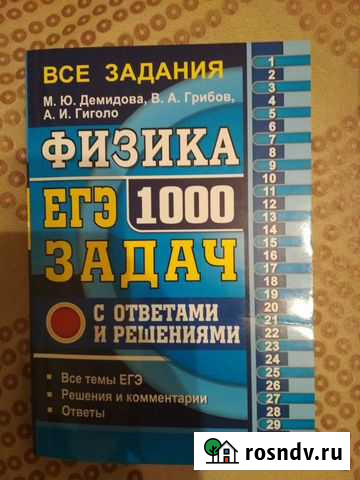 ВСЕ ЗАДАНИЯ
М. Ю. Демидова, В. А. Грибов,
А. И. Гиголо
ФИЗИКА
ЕГЭ 1000
ЗАДАЧ
С ОТВЕТАМИ
И РЕШЕНИЯМИ
▪ Все темы ЕГЭ
▪ Решения и комментарии
▪ Ответы
1
2
3
4
5
6
7
8
9
10
11
12
13
14
15
16
17
18
19
20
21
22
23
24
25
26
27
28
29
rosndv.ru